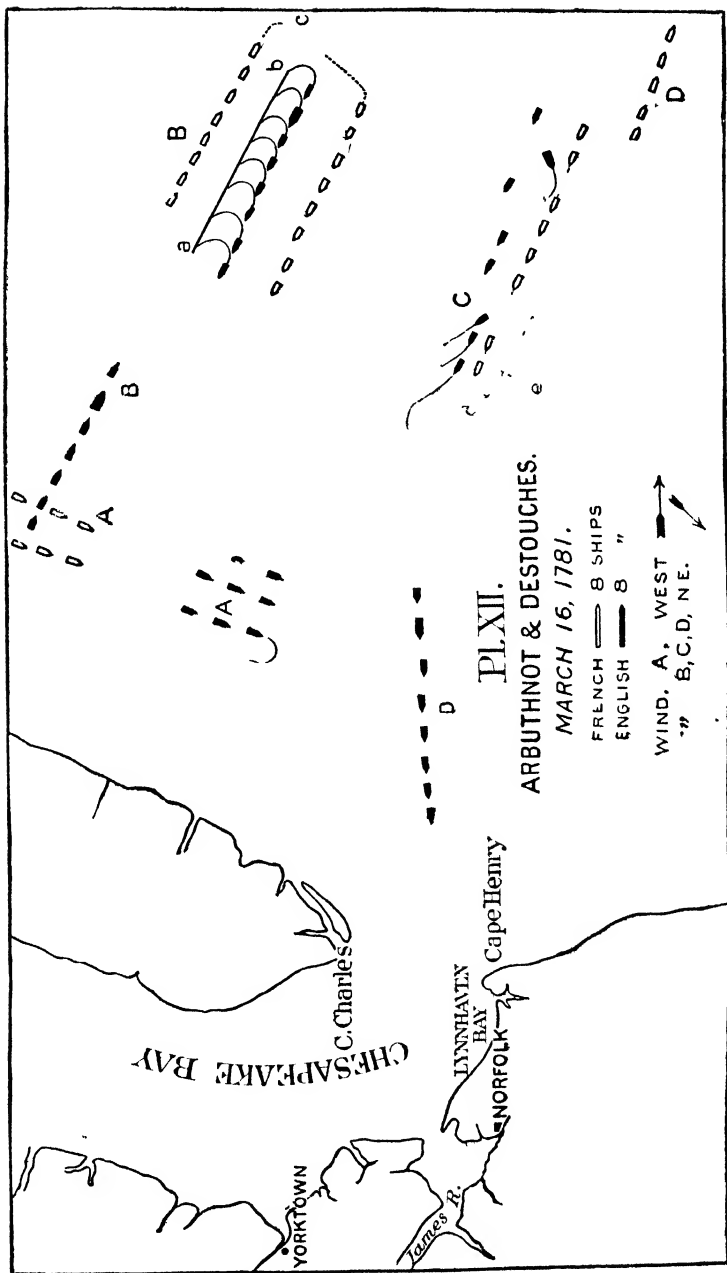 PL. XII.
ARBUTHNOT & DESTOUCHES.
MARCH 16, 1781.
FRENCH 8 SHIPS
ENGLISH 8 "
WIND. A, WEST
" B, C, D, NE.
CHESAPEAKE BAY
C. Charles
LYNNHAVEN
BAY
Cape Henry
NORFOLK
YORKTOWN
James R.
A
B
A
B
a
b
c
C
e
D
D